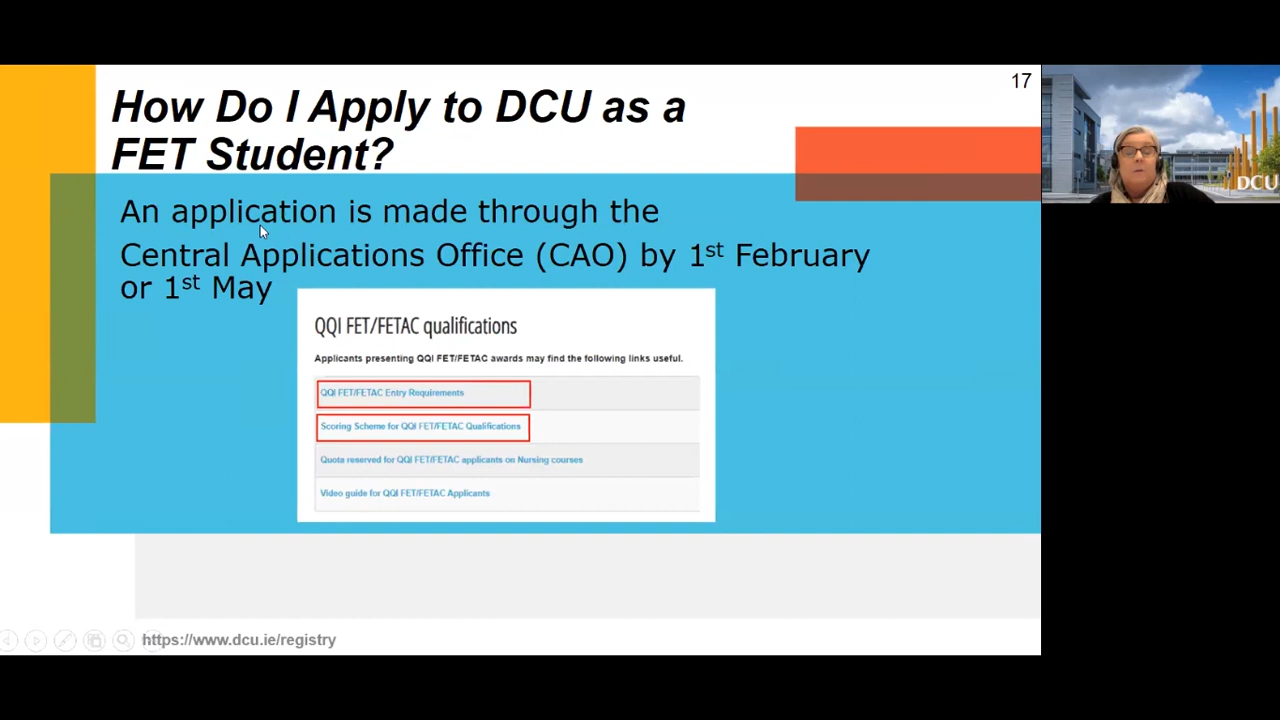 17
How Do I Apply to DCU as a
FET Student?
An application is made through the
Central Applications Office (CAO) by 1st February
or 1st May
QQI FET/FETAC qualifications
Applicants presenting QQI FET/FETAC awards may find the following links useful.
QQI FET/FETAC Entry Requirements
Scoring Scheme for QQI FET/FETAC Qualifications
Quota reserved for QQI FET/FETAC applicants on Nursing courses
Video guide for QQI FET/FETAC Applicants
https://www.dcu.ie/registry
DCU